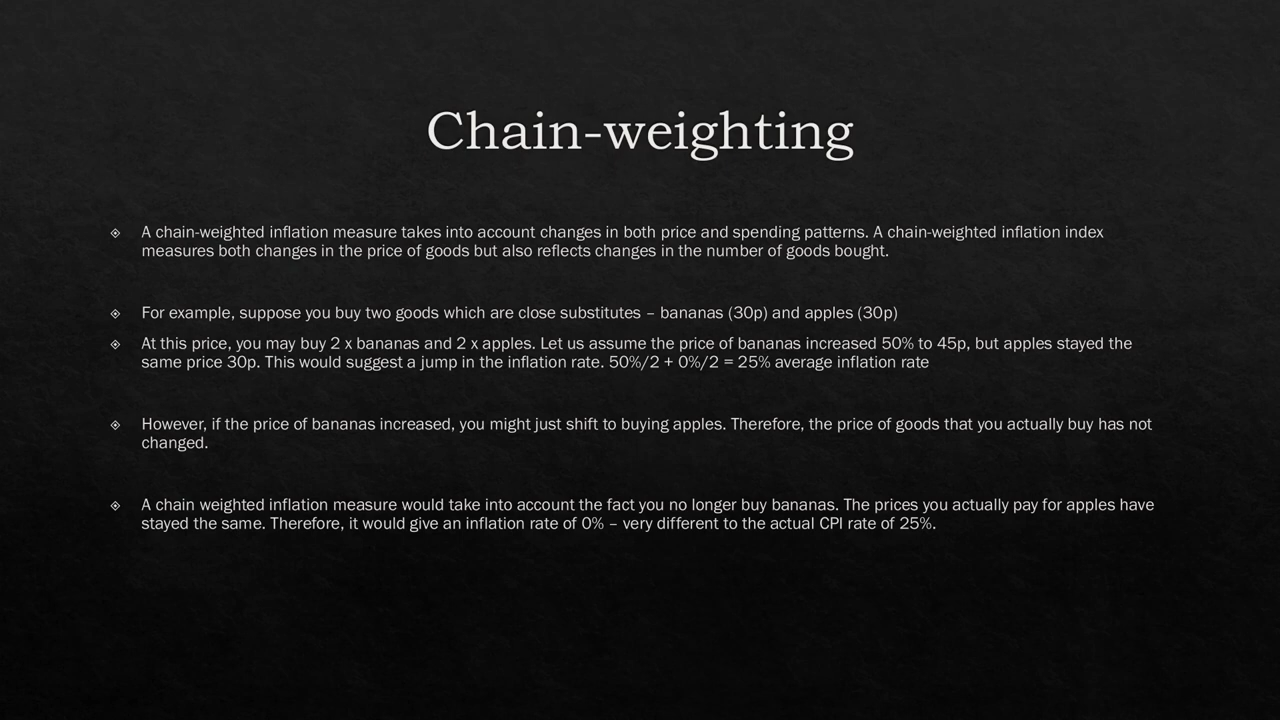 Chain-weighting
A chain-weighted inflation measure takes into account changes in both price and spending patterns. A chain-weighted inflation index
measures both changes in the price of goods but also reflects changes in the number of goods bought.
For example, suppose you buy two goods which are close substitutes – bananas (30p) and apples (30p)
At this price, you may buy 2 x bananas and 2 x apples. Let us assume the price of bananas increased 50% to 45p, but apples stayed the
same price 30p. This would suggest a jump in the inflation rate. 50%/2 + 0%/2 = 25% average inflation rate
However, if the price of bananas increased, you might just shift to buying apples. Therefore, the price of goods that you actually buy has not
changed.
A chain weighted inflation measure would take into account the fact you no longer buy bananas. The prices you actually pay for apples have
stayed the same. Therefore, it would give an inflation rate of 0% – very different to the actual CPI rate of 25%.